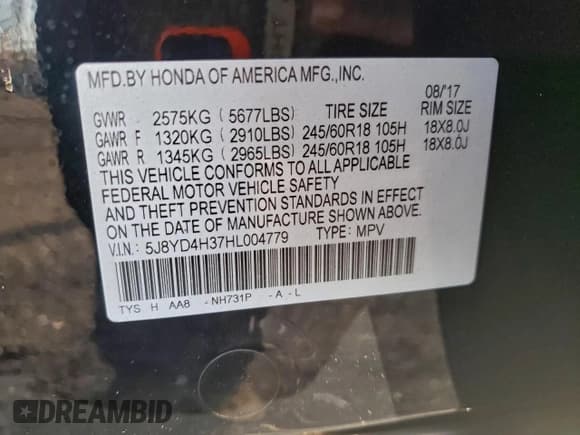 MFD.BY HONDA OF AMERICA MFG.,INC.
08/'17
GVWR 2575KG ( 5677LBS) TIRE SIZE RIM SIZE
GAWR F 1320KG ( 2910LBS) 245/60R18 105H 18X8.0J
GAWR R 1345KG ( 2965LBS) 245/60R18 105H 18X8.0J
THIS VEHICLE CONFORMS TO ALL APPLICABLE
FEDERAL MOTOR VEHICLE SAFETY
AND THEFT PREVENTION STANDARDS IN EFFECT
ON THE DATE OF MANUFACTURE SHOWN ABOVE.
V.I.N.: 5J8YD4H37HL004779 TYPE: MPV
TYS H AA8 -NH731P -A-L
DREAMBID